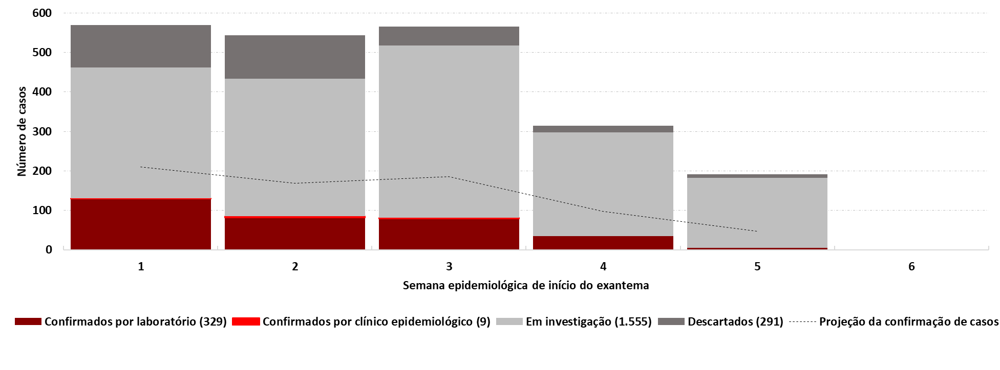 600
500
400
300
200
100
0
Número de casos
1 2 3 4 5 6
Semana epidemiológica de início do exantema
Confirmados por laboratório (329) Confirmados por clínico epidemiológico (9) Em investigação (1.555) Descartados (291) Projeção da confirmação de casos